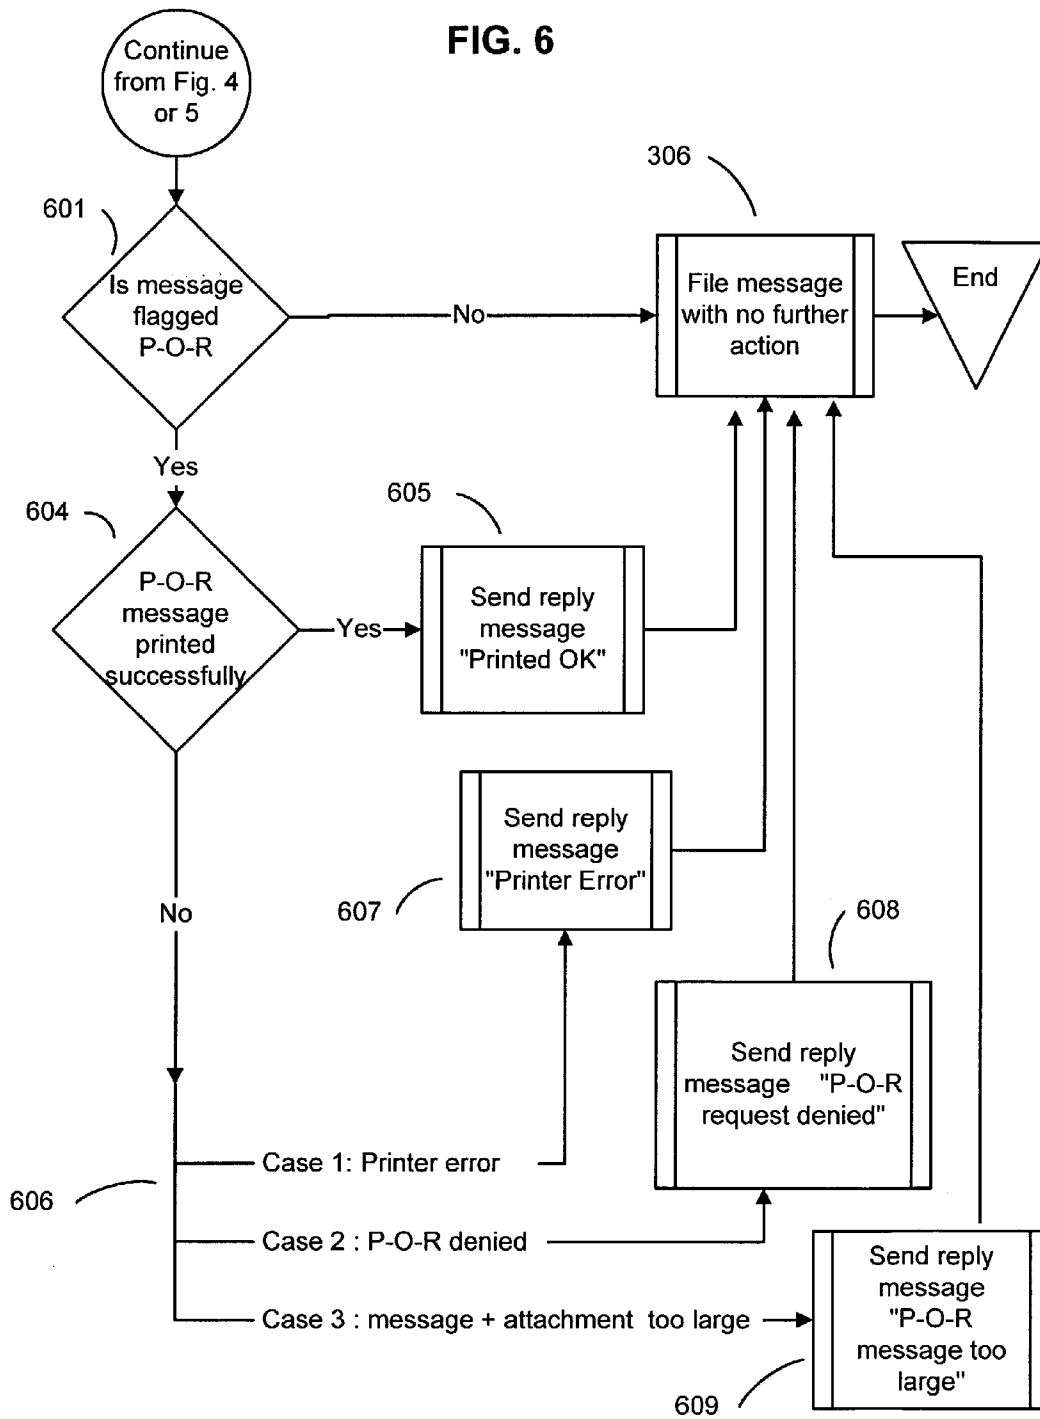 FIG. 6
Continue
from Fig. 4
or 5
306
601
Is message
flagged
P-O-R
No
File message
with no further
action
End
Yes
604
605
P-O-R
message
printed
successfully
Yes
Send reply
message
"Printed OK"
Send reply
message
"Printer Error"
607
No
608
Send reply
message "P-O-R
request denied"
Case 1: Printer error
606
Case 2 : P-O-R denied
Case 3 : message + attachment too large
Send reply
message
"P-O-R
message too
large"
609